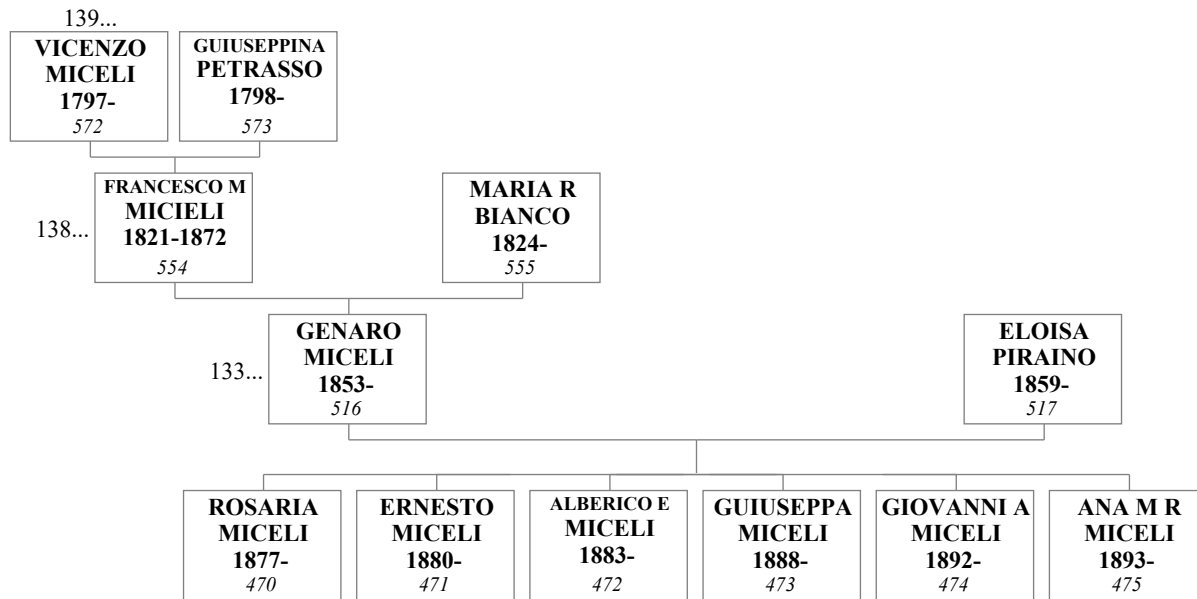 139...
VICENZO
MICELI
1797-
572
GUIUSEPPINA
PETRASSO
1798-
573
138...
FRANCESCO M
MICIELI
1821-1872
554
MARIA R
BIANCO
1824-
555
133...
GENARO
MICELI
1853-
516
ELOISA
PIRAINO
1859-
517
ROSARIA
MICELI
1877-
470
ERNESTO
MICELI
1880-
471
ALBERICO E
MICELI
1883-
472
GUIUSEPPA
MICELI
1888-
473
GIOVANNI A
MICELI
1892-
474
ANA M R
MICELI
1893-
475